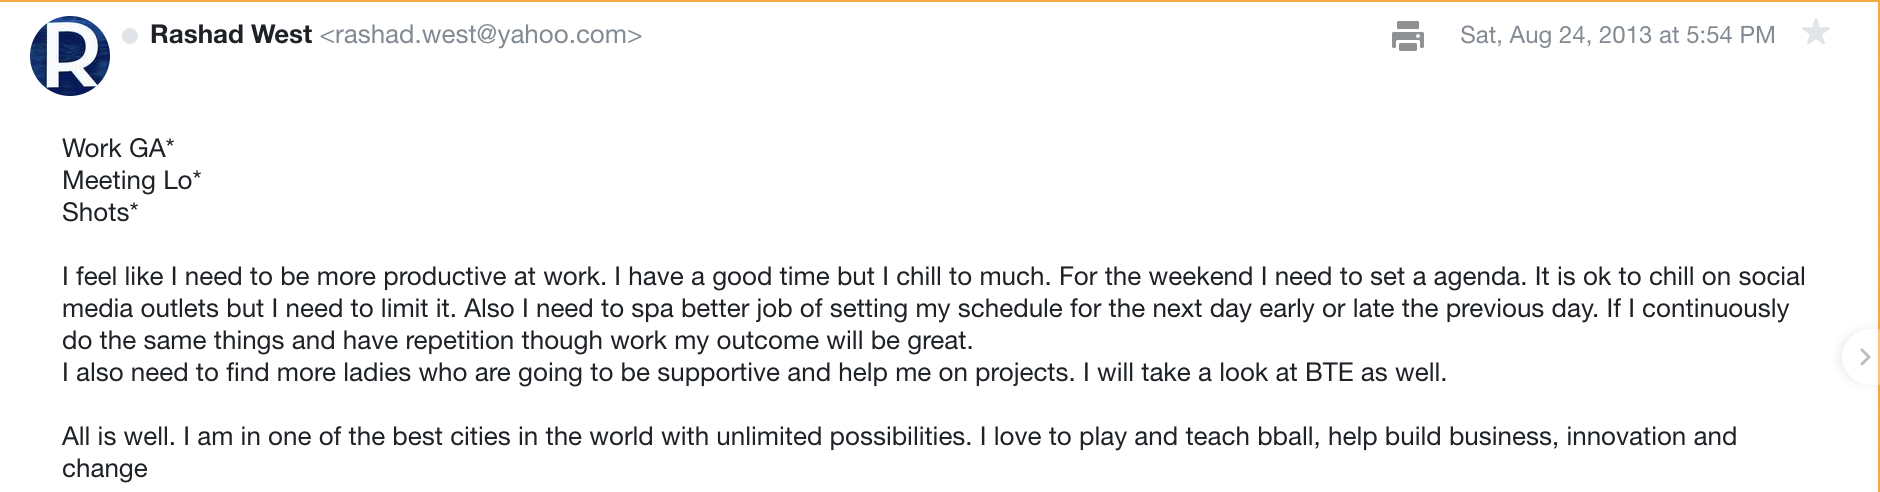 R
Rashad West <rashad.west@yahoo.com>
Sat, Aug 24, 2013 at 5:54 PM
Work GA*
Meeting Lo*
Shots*
I feel like I need to be more productive at work. I have a good time but I chill to much. For the weekend I need to set a agenda. It is ok to chill on social
media outlets but I need to limit it. Also I need to spa better job of setting my schedule for the next day early or late the previous day. If I continuously
do the same things and have repetition though work my outcome will be great.
I also need to find more ladies who are going to be supportive and help me on projects. I will take a look at BTE as well.
All is well. I am in one of the best cities in the world with unlimited possibilities. I love to play and teach bball, help build business, innovation and
change